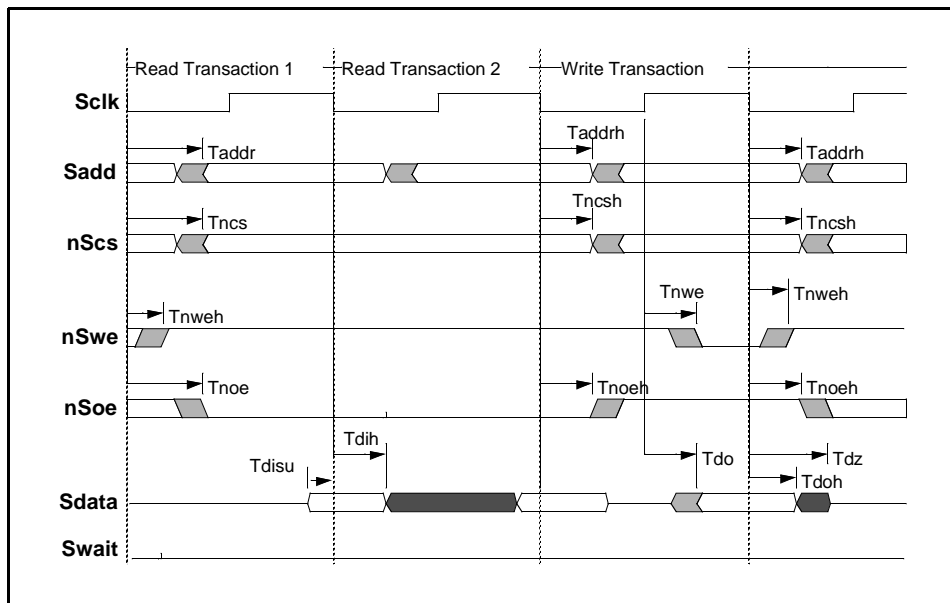 Read Transaction 1 Read Transaction 2 Write Transaction
Sclk
Taddr Taddrh Taddrh
Sadd
Tncs Tncsh Tncsh
nScs
Tnweh Tnwe Tnweh
nSwe
Tnoe Tnoeh Tnoeh
nSoe
Tdisu Tdih Tdo Tdz
Tdoh
Sdata
Swait